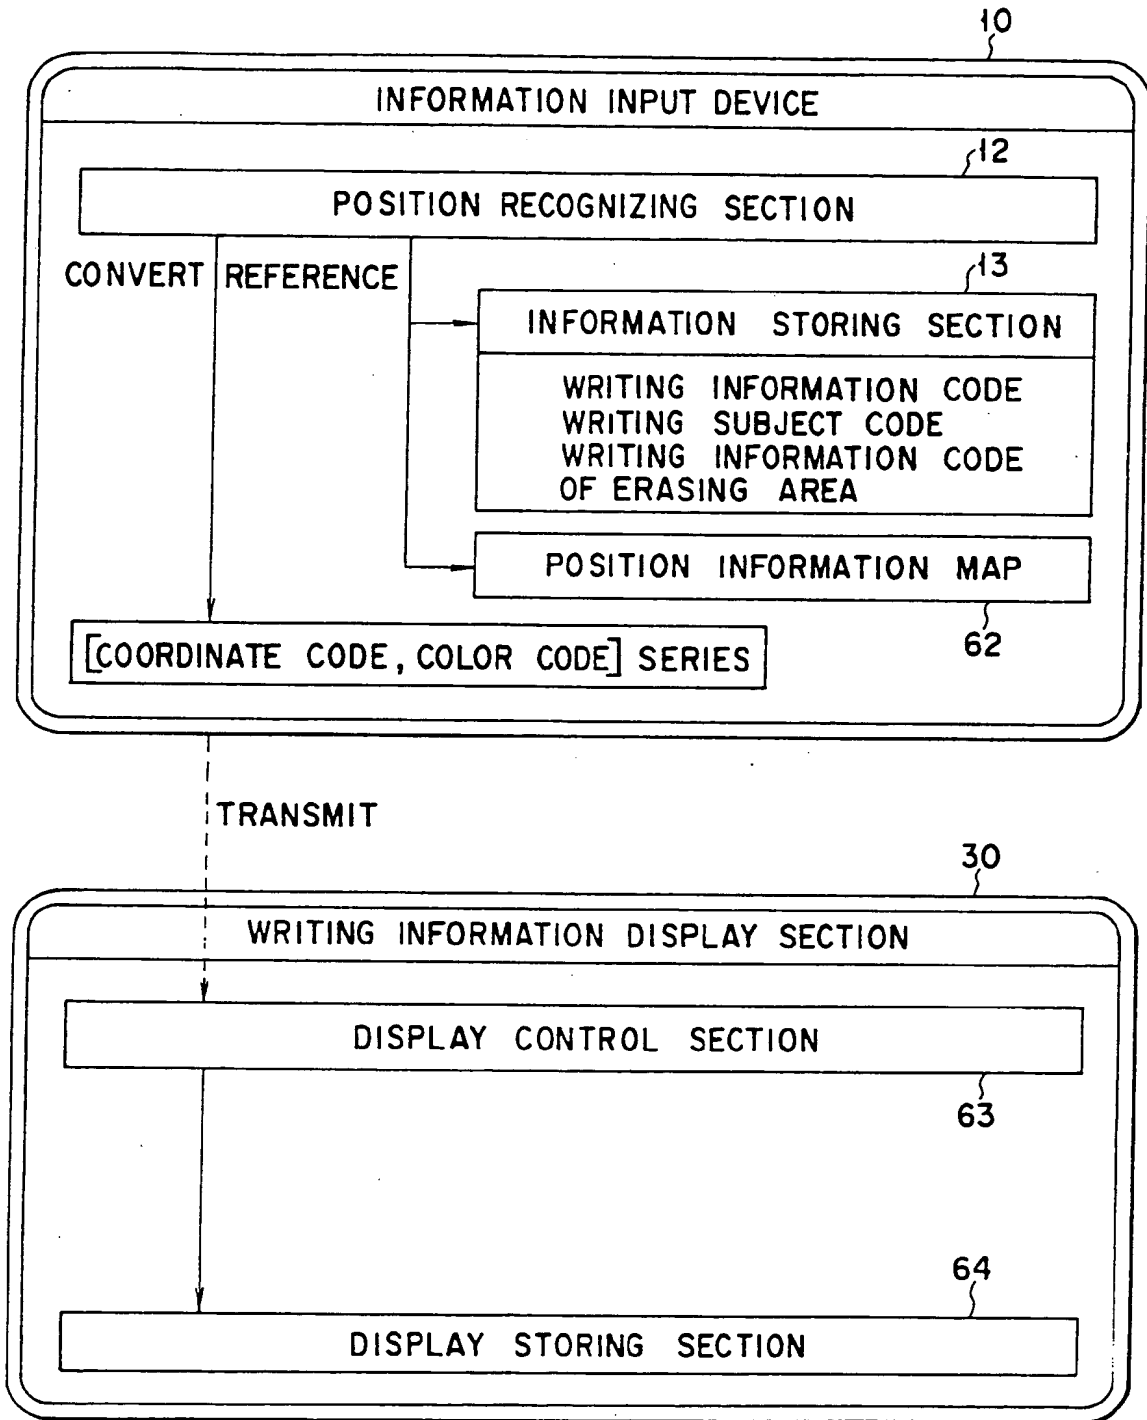 10
INFORMATION INPUT DEVICE
12
POSITION RECOGNIZING SECTION
CONVERT
REFERENCE
13
INFORMATION STORING SECTION
WRITING INFORMATION CODE
WRITING SUBJECT CODE
WRITING INFORMATION CODE
OF ERASING AREA
POSITION INFORMATION MAP
62
[COORDINATE CODE, COLOR CODE] SERIES
TRANSMIT
30
WRITING INFORMATION DISPLAY SECTION
DISPLAY CONTROL SECTION
63
64
DISPLAY STORING SECTION